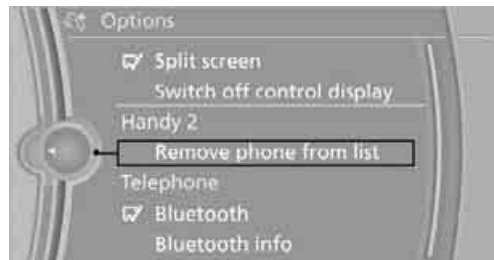 Options
Split screen
Switch off control display
Handy 2
Remove phone from list
Telephone
Bluetooth
Bluetooth info